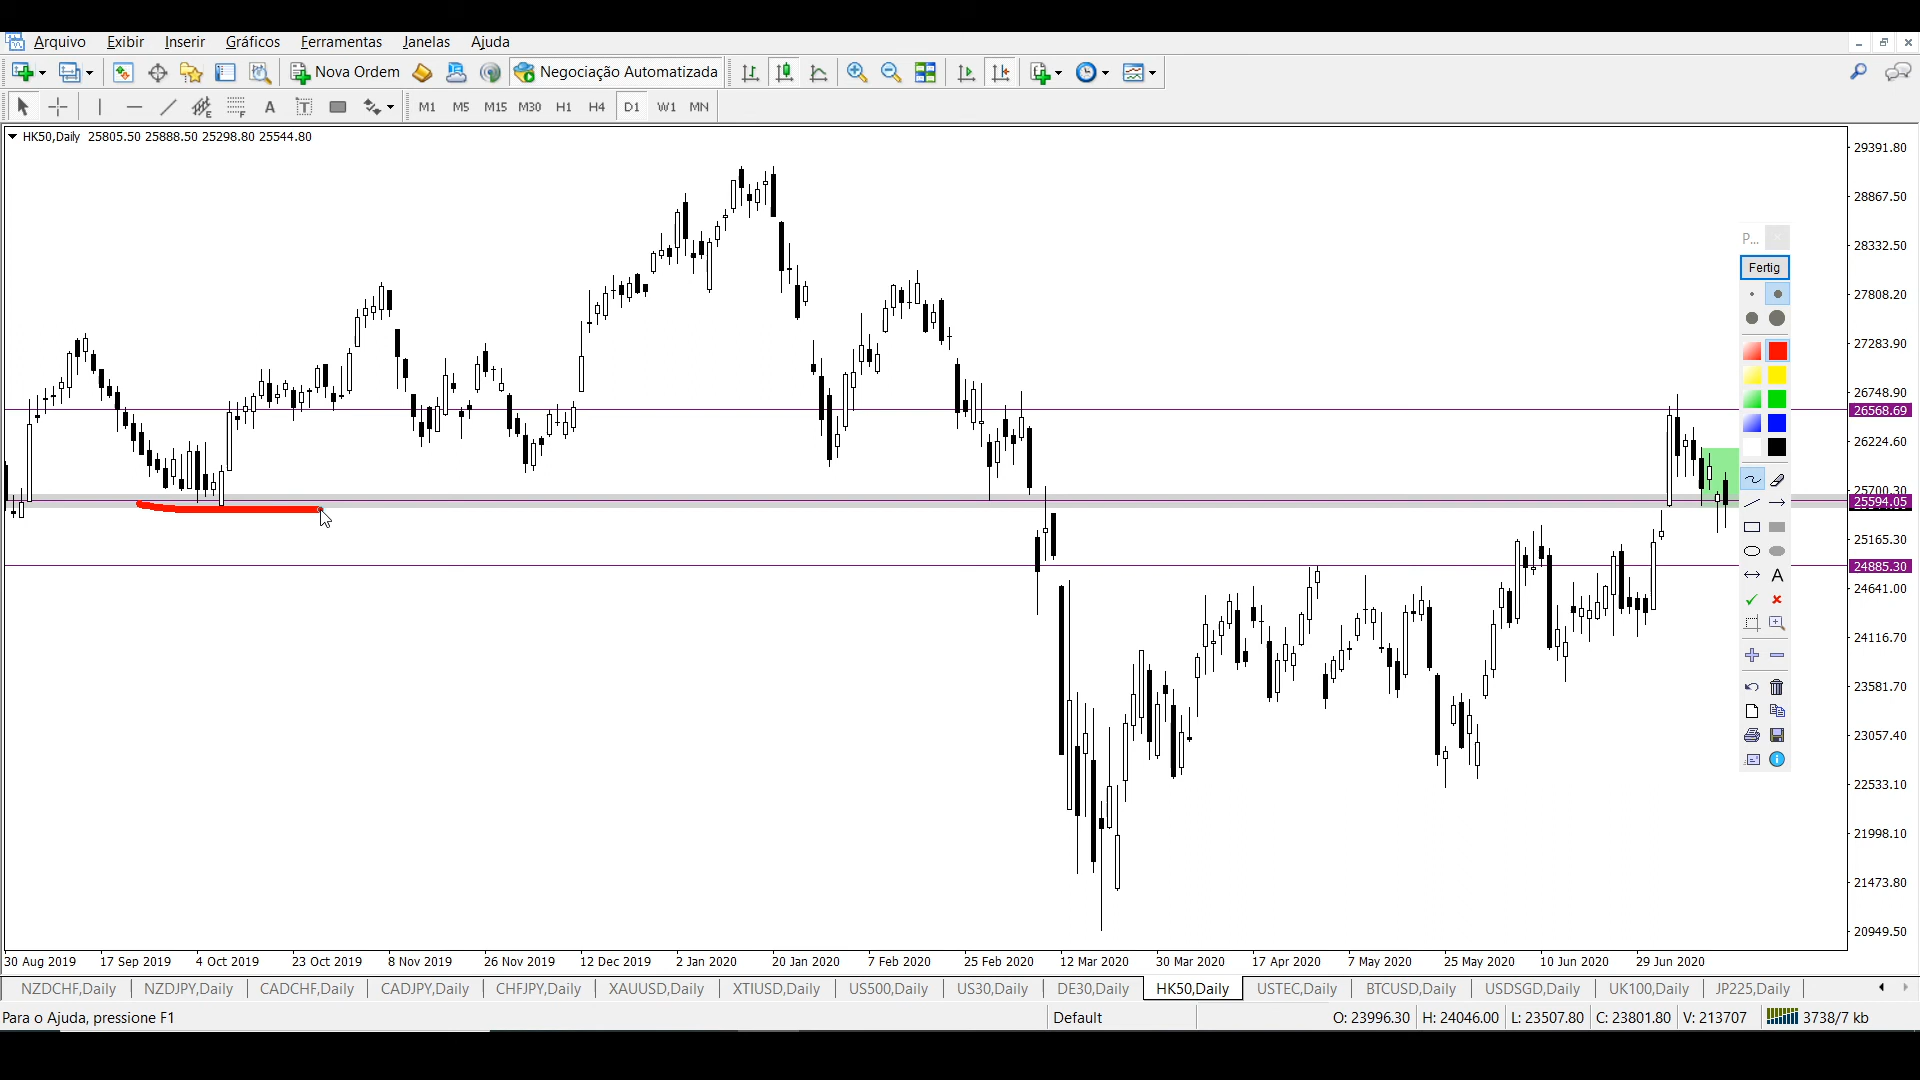 Arquivo Exibir Inserir Gráficos Ferramentas Janelas Ajuda
Nova Ordem Negociação Automatizada
A T M1 M5 M15 M30 H1 H4 D1 W1 MN
HK50,Daily 25805.50 25888.50 25298.80 25544.80
29391.80
28867.50
28332.50
27808.20
27283.90
26748.90
26568.69
26224.60
25700.30
25594.05
25165.30
24885.30
24641.00
24116.70
23581.70
23057.40
22533.10
21998.10
21473.80
20949.50
P...
Fertig
A
30 Aug 2019 17 Sep 2019 4 Oct 2019 23 Oct 2019 8 Nov 2019 26 Nov 2019 12 Dec 2019 2 Jan 2020 20 Jan 2020 7 Feb 2020 25 Feb 2020 12 Mar 2020 30 Mar 2020 17 Apr 2020 7 May 2020 25 May 2020 10 Jun 2020 29 Jun 2020
NZDCHF,Daily NZDJPY,Daily CADCHF,Daily CADJPY,Daily CHFJPY,Daily XAUUSD,Daily XTIUSD,Daily US500,Daily US30,Daily DE30,Daily HK50,Daily USTEC,Daily BTCUSD,Daily USDSGD,Daily UK100,Daily JP225,Daily
Para o Ajuda, pressione F1 Default O: 23996.30 H: 24046.00 L: 23507.80 C: 23801.80 V: 213707 3738/7 kb